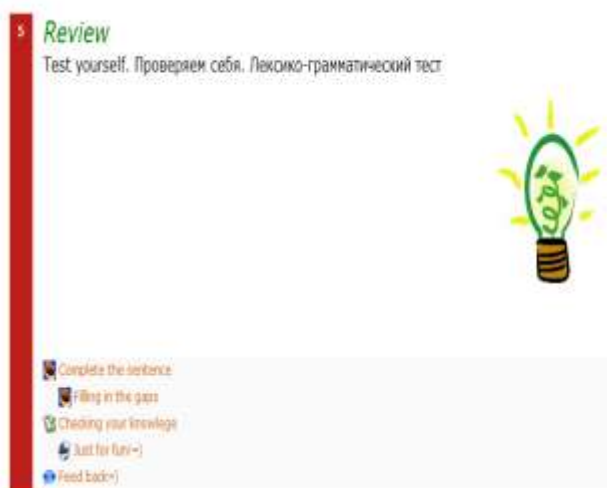 5
Review
Test yourself. Проверяем себя. Лексико-грамматический тест
Complete the sentence
Filling in the gaps
Checking your knowlege
Just for fun=)
Feed back=)